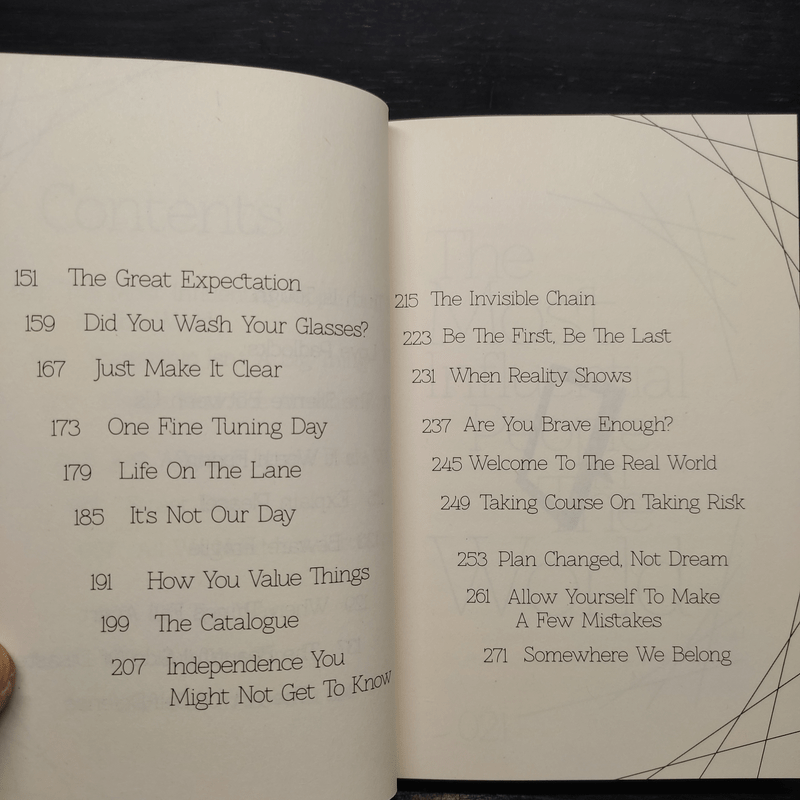 151 The Great Expectation
159 Did You Wash Your Glasses?
167 Just Make It Clear
173 One Fine Tuning Day
179 Life On The Lane
185 It's Not Our Day
191 How You Value Things
199 The Catalogue
207 Independence You
Might Not Get To Know
215 The Invisible Chain
223 Be The First, Be The Last
231 When Reality Shows
237 Are You Brave Enough?
245 Welcome To The Real World
249 Taking Course On Taking Risk
253 Plan Changed, Not Dream
261 Allow Yourself To Make
A Few Mistakes
271 Somewhere We Belong